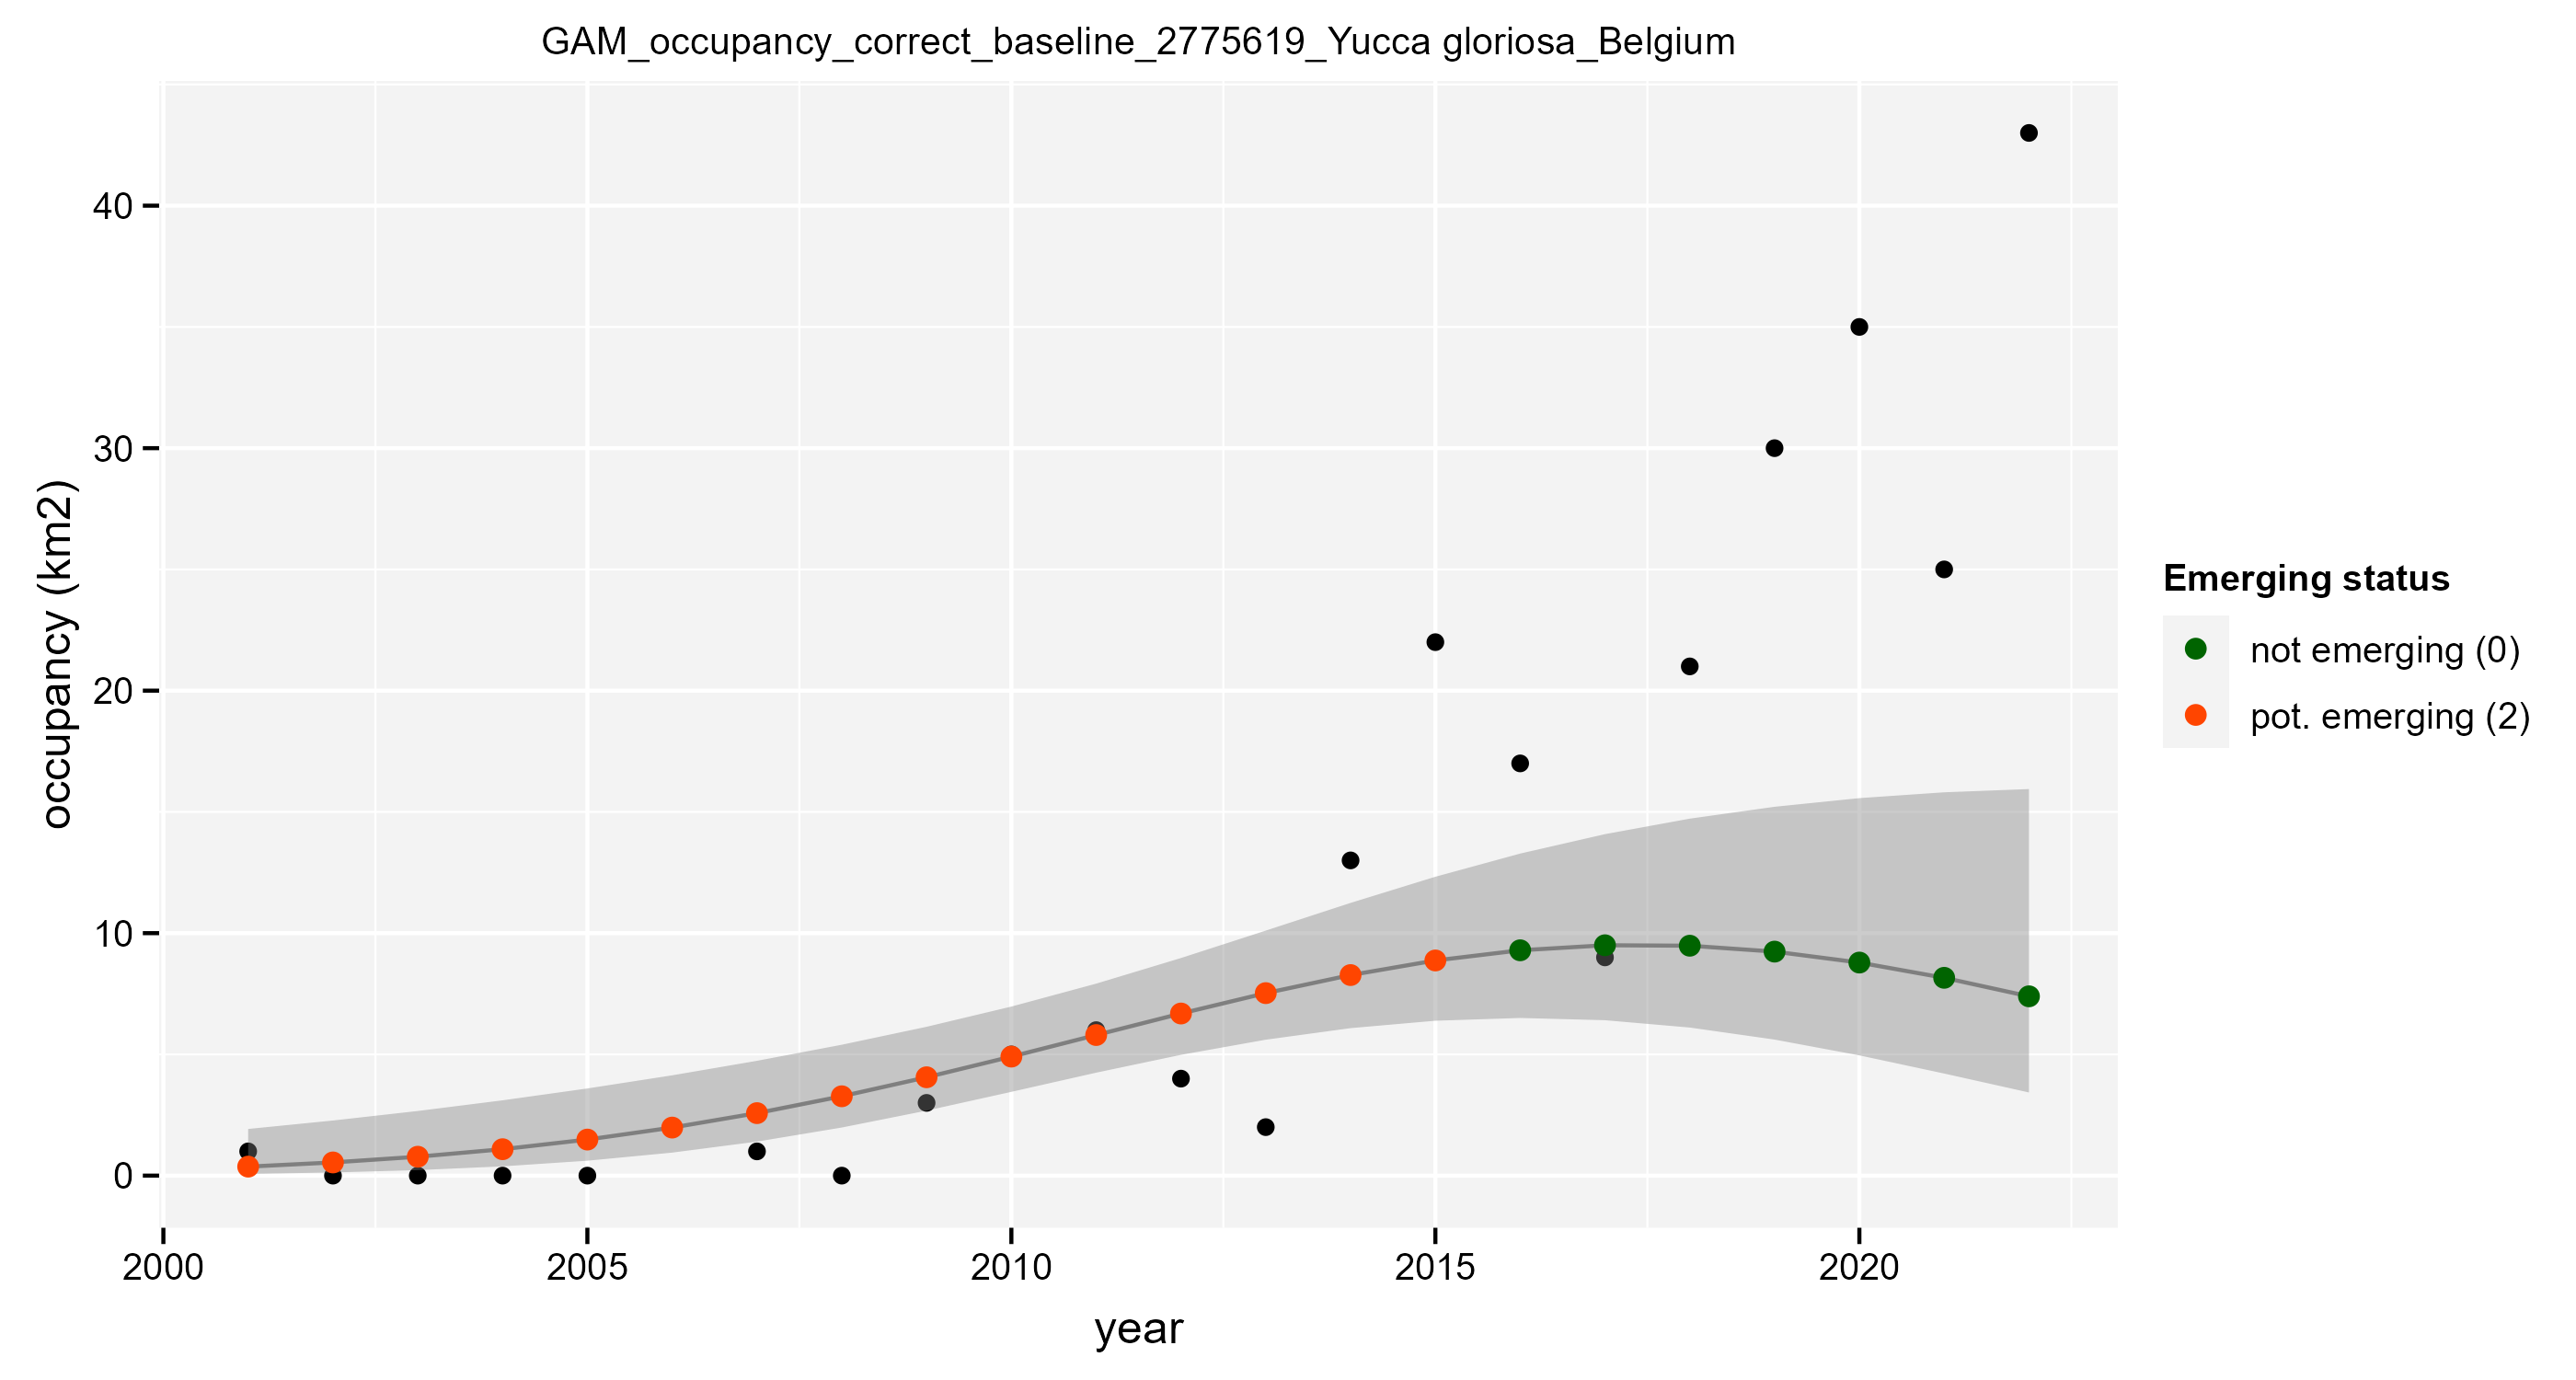 GAM_occupancy_correct_baseline_2775619_Yucca gloriosa_Belgium
occupancy (km2)
40
30
20
10
0
2000 2005 2010 2015 2020
year
Emerging status
not emerging (0)
pot. emerging (2)